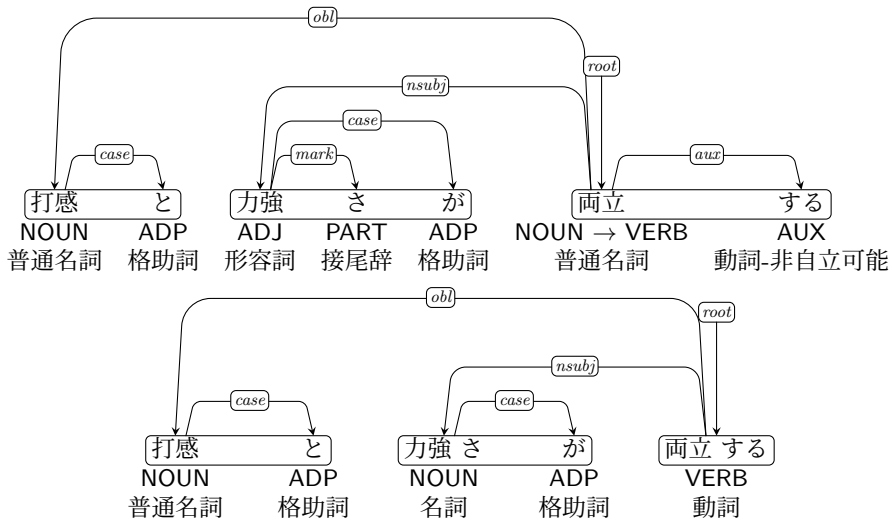 obl
root
nsubj
case
case
mark
aux
打感 と 力強 さ が 両立 する
NOUN ADP ADJ PART ADP NOUN → VERB AUX
普通名詞 格助詞 形容詞 接尾辞 格助詞 普通名詞 動詞-非自立可能
obl
root
nsubj
case
case
打感 と 力強 さ が 両立 する
NOUN ADP NOUN ADP VERB
普通名詞 格助詞 名詞 格助詞 動詞